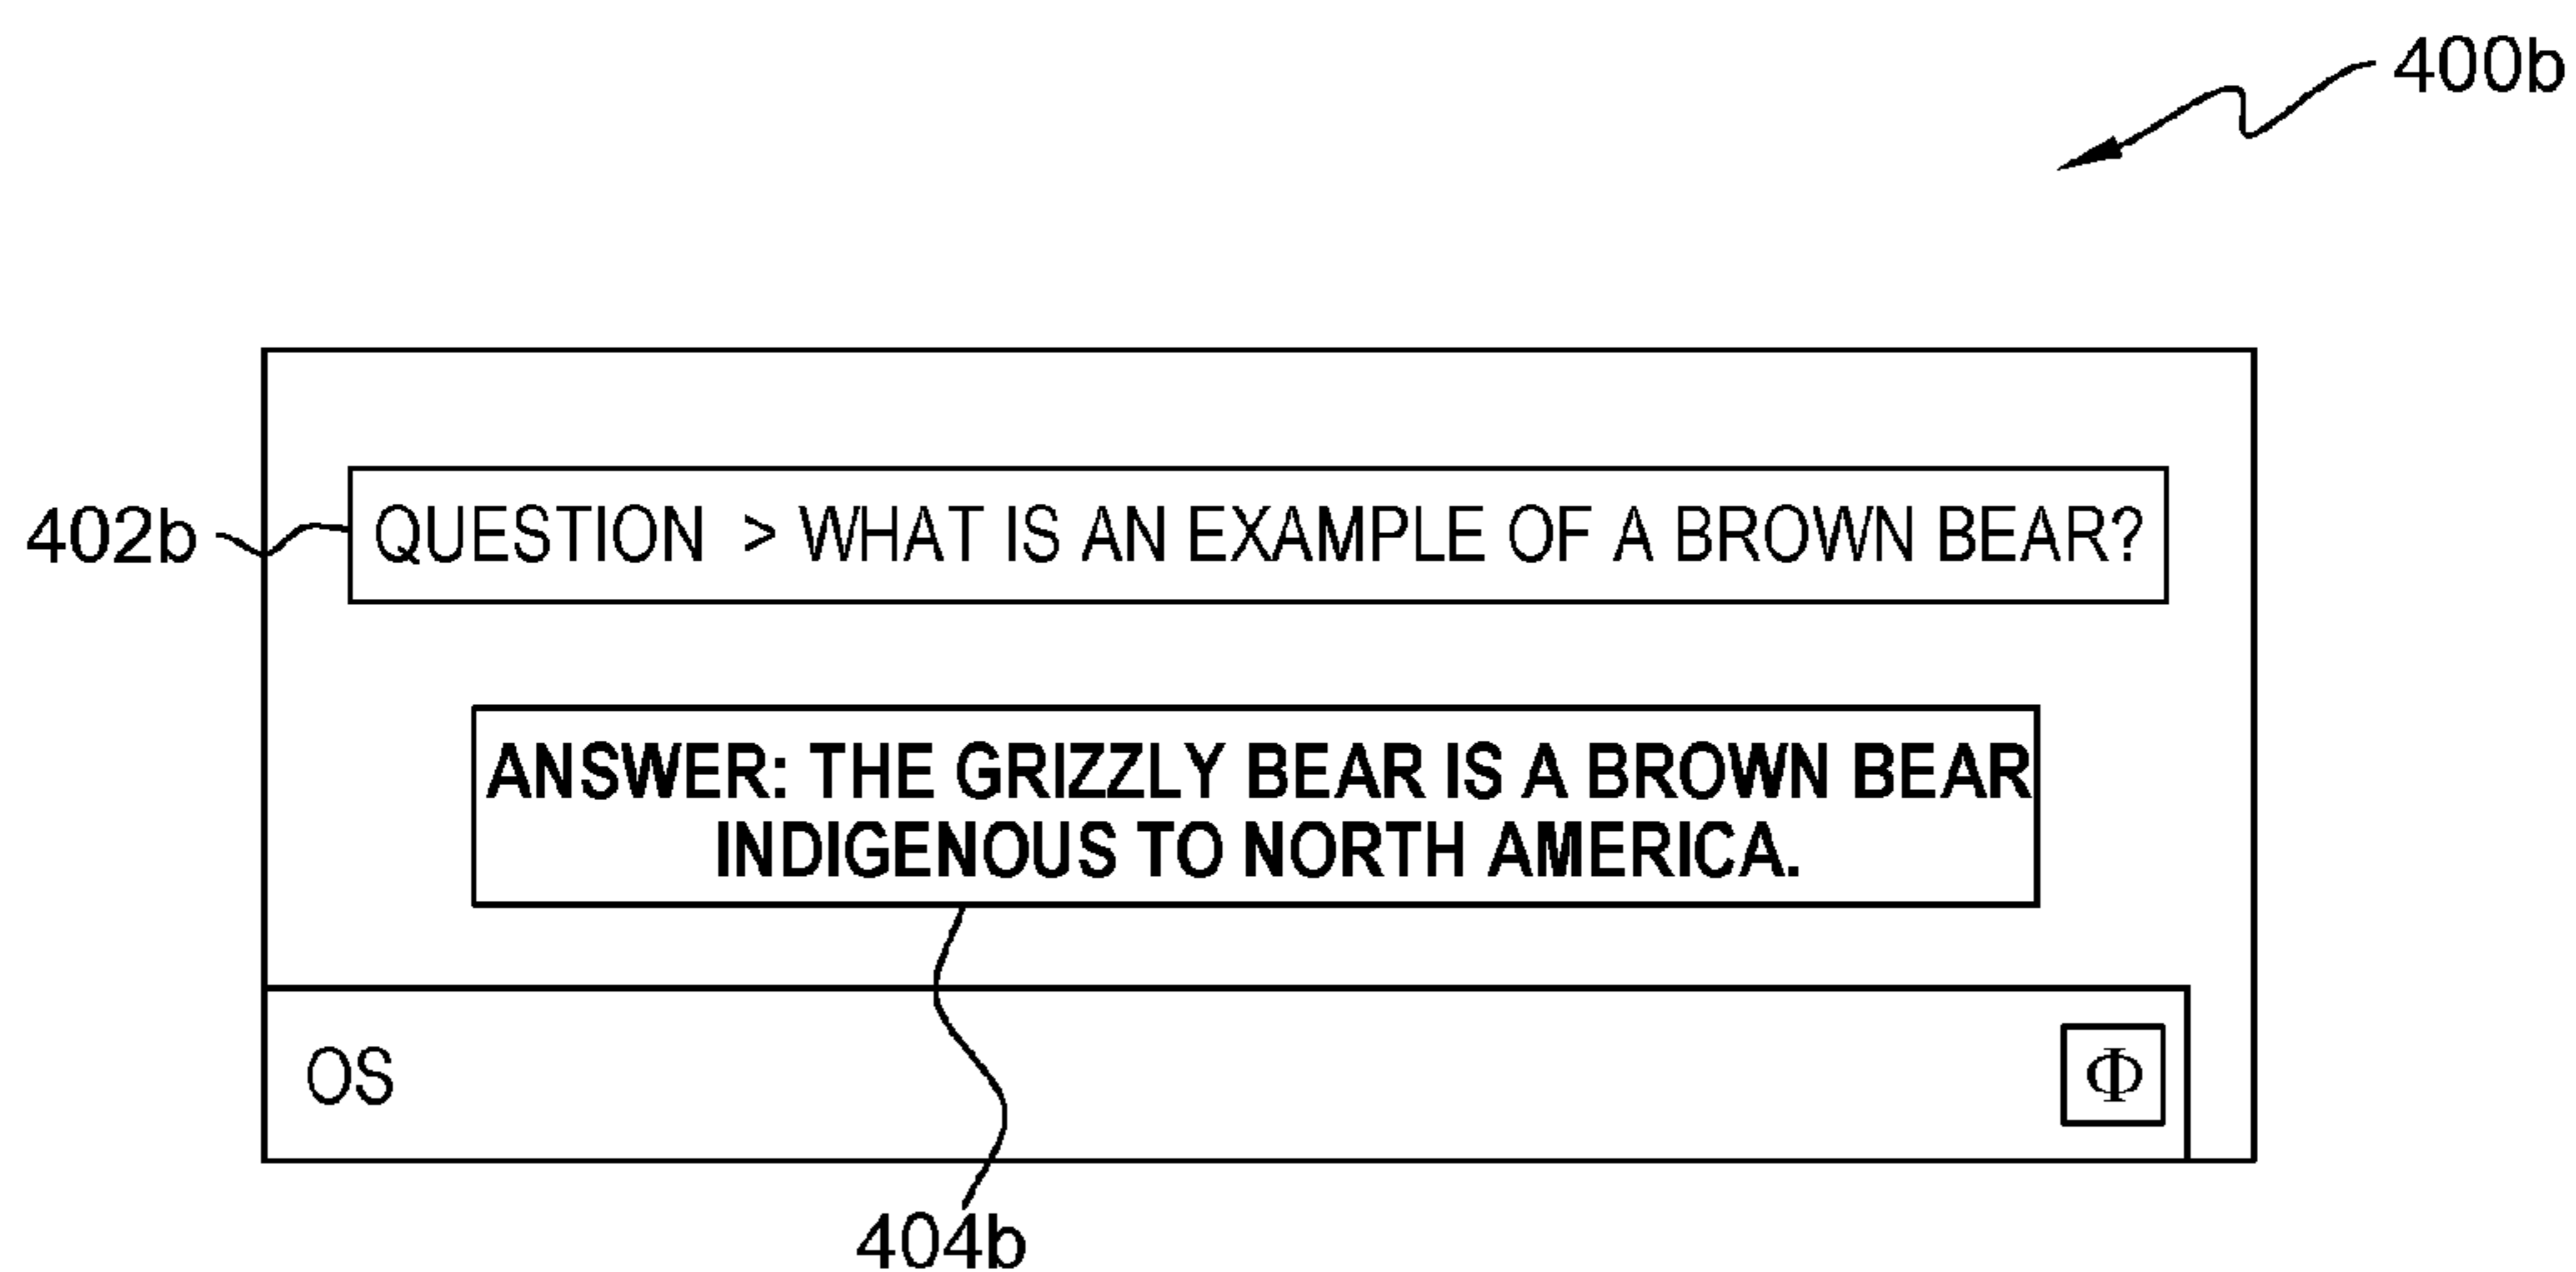 400b
402b
QUESTION > WHAT IS AN EXAMPLE OF A BROWN BEAR?
ANSWER: THE GRIZZLY BEAR IS A BROWN BEAR
INDIGENOUS TO NORTH AMERICA.
OS
Φ
404b